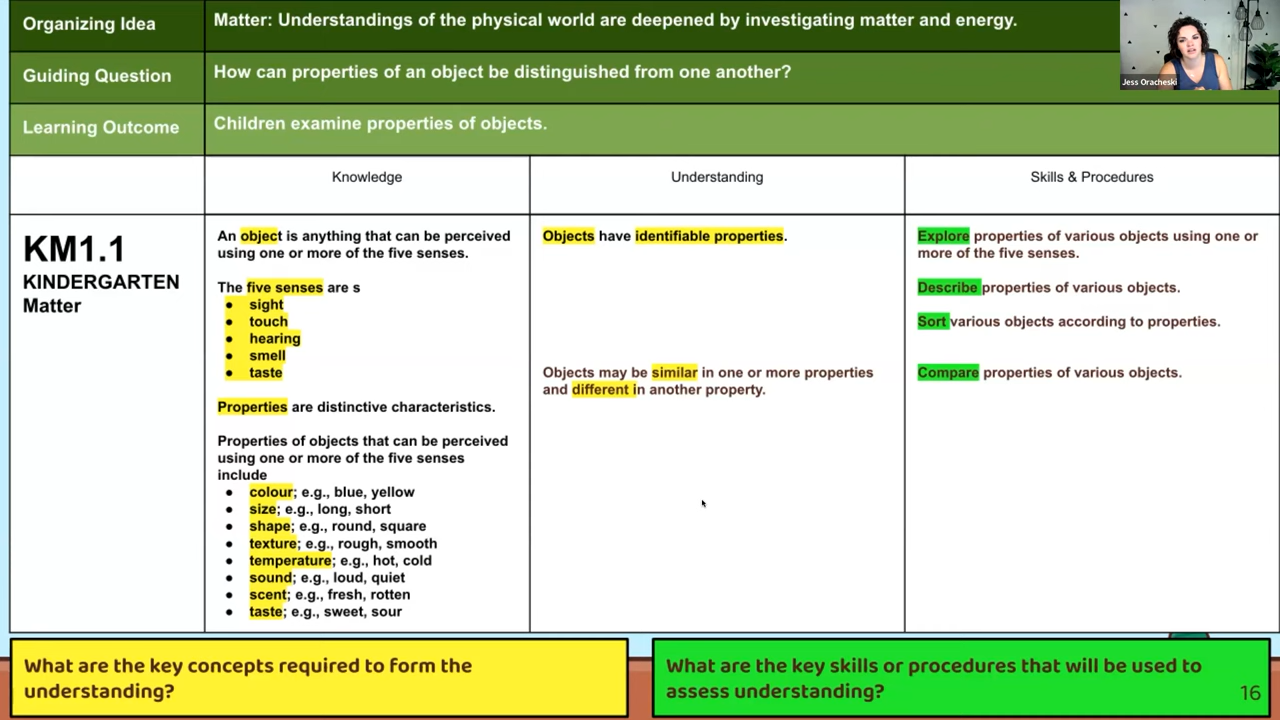 Organizing Idea
Matter: Understandings of the physical world are deepened by investigating matter and energy.
Jess Oracheski
Guiding Question
How can properties of an object be distinguished from one another?
Learning Outcome
Children examine properties of objects.
Knowledge
Understanding
Skills & Procedures
KM1.1
KINDERGARTEN
Matter
An object is anything that can be perceived
using one or more of the five senses.
The five senses are s
● sight
● touch
● hearing
● smell
● taste
Properties are distinctive characteristics.
Properties of objects that can be perceived
using one or more of the five senses
include
● colour; e.g., blue, yellow
● size; e.g., long, short
● shape; e.g., round, square
● texture; e.g., rough, smooth
● temperature; e.g., hot, cold
● sound; e.g., loud, quiet
● scent; e.g., fresh, rotten
● taste; e.g., sweet, sour
Objects have identifiable properties.
Objects may be similar in one or more properties
and different in another property.
Explore properties of various objects using one or
more of the five senses.
Describe properties of various objects.
Sort various objects according to properties.
Compare properties of various objects.
What are the key concepts required to form the
understanding?
What are the key skills or procedures that will be used to
assess understanding?
16